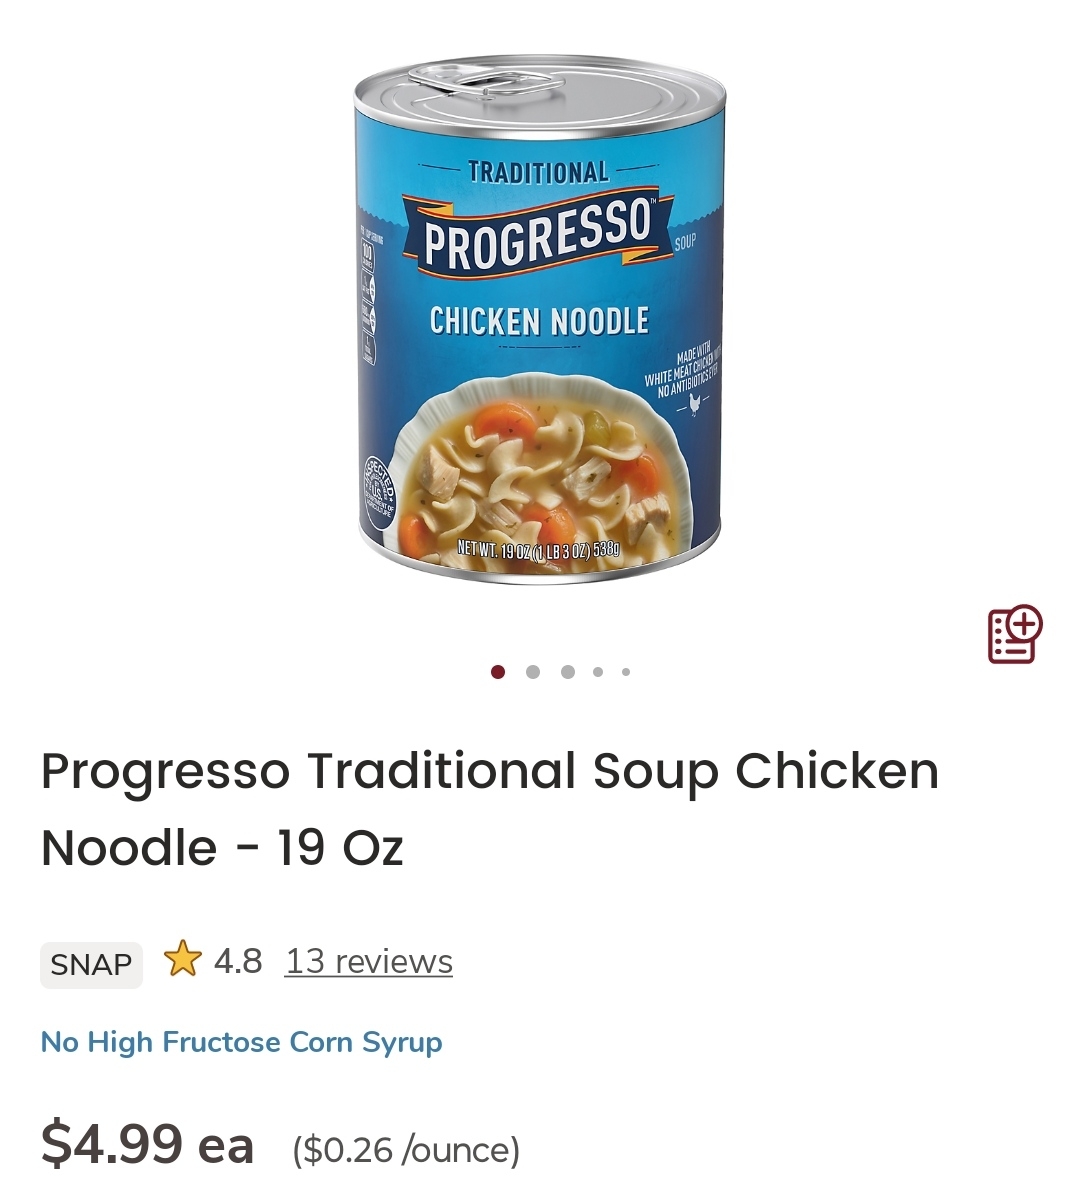 TRADITIONAL
PROGRESSO™
SOUP
CHICKEN NOODLE
100
MADE WITH
WHITE MEAT CHICKEN WITH
NO ANTIBIOTICS EVER
NET WT. 19 OZ (1 LB 3 OZ) 538g
Progresso Traditional Soup Chicken
Noodle - 19 Oz
SNAP
4.8
13 reviews
No High Fructose Corn Syrup
$4.99 ea
($0.26 /ounce)